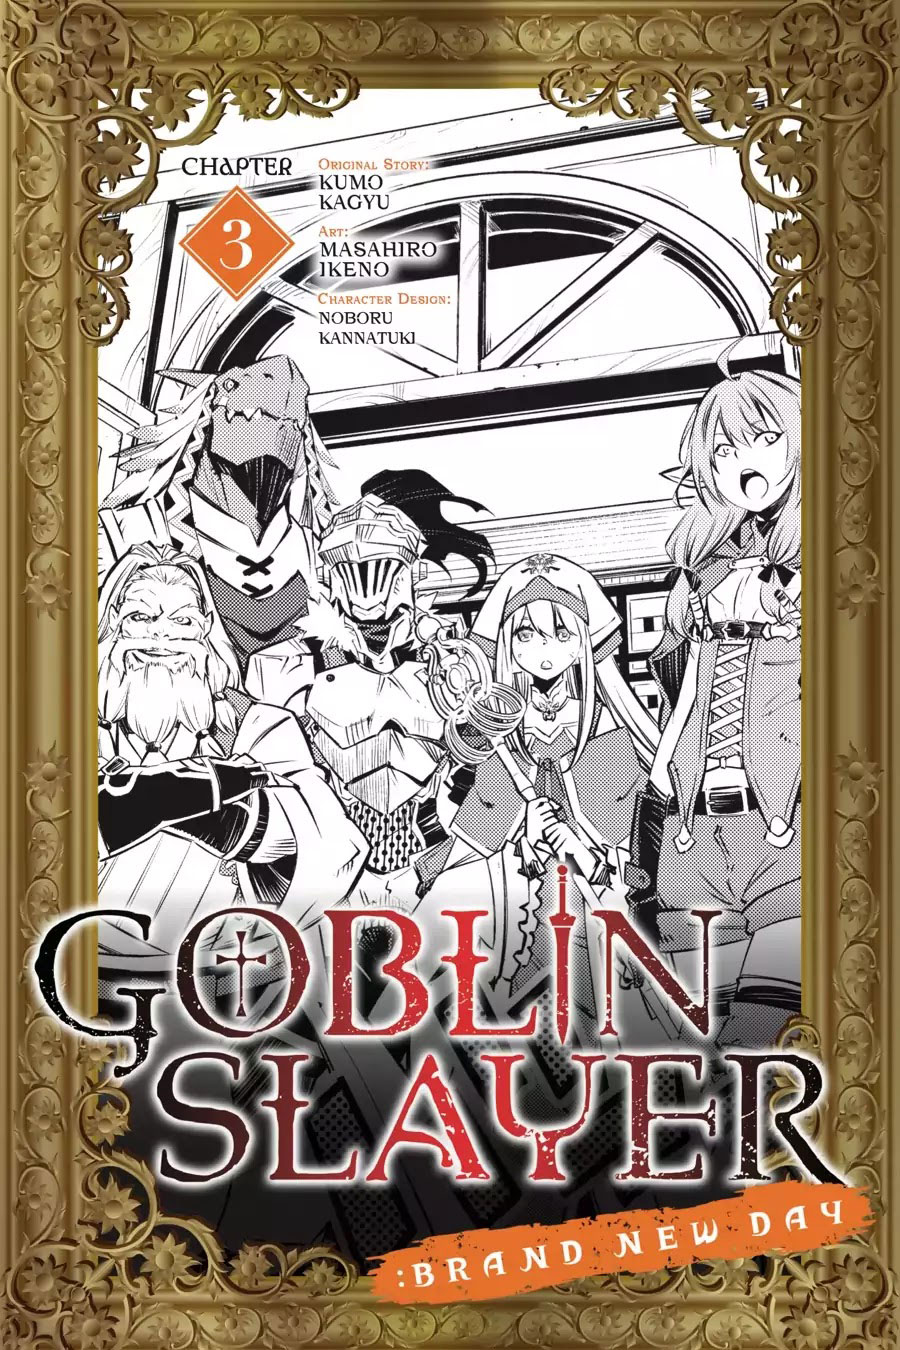 CHAPTER
3
ORIGINAL STORY:
KUMO
KAGYU
ART:
MASAHIRO
IKENO
CHARACTER DESIGN:
NOBORU
KANNATUKI
GOBLIN
SLAYER
:BRAND NEW DAY